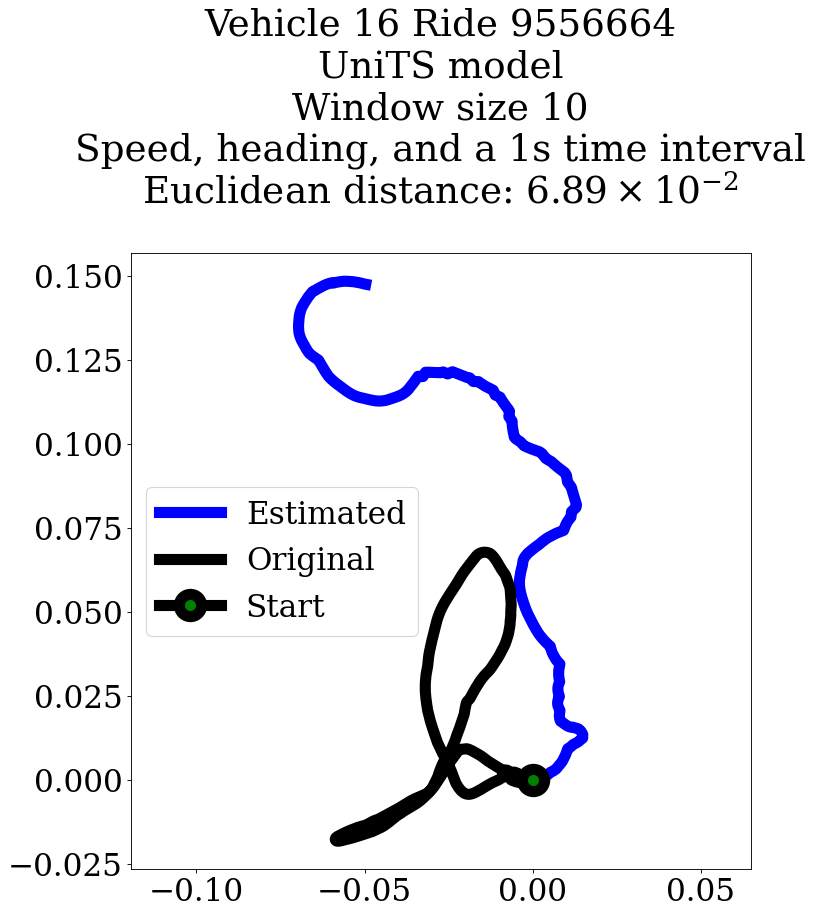 Vehicle 16 Ride 9556664
UniTS model
Window size 10
Speed, heading, and a 1s time interval
Euclidean distance: 6.89 × 10⁻²
0.150
0.125
0.100
0.075
0.050
0.025
0.000
−0.025
Estimated
Original
Start
−0.10
−0.05
0.00
0.05